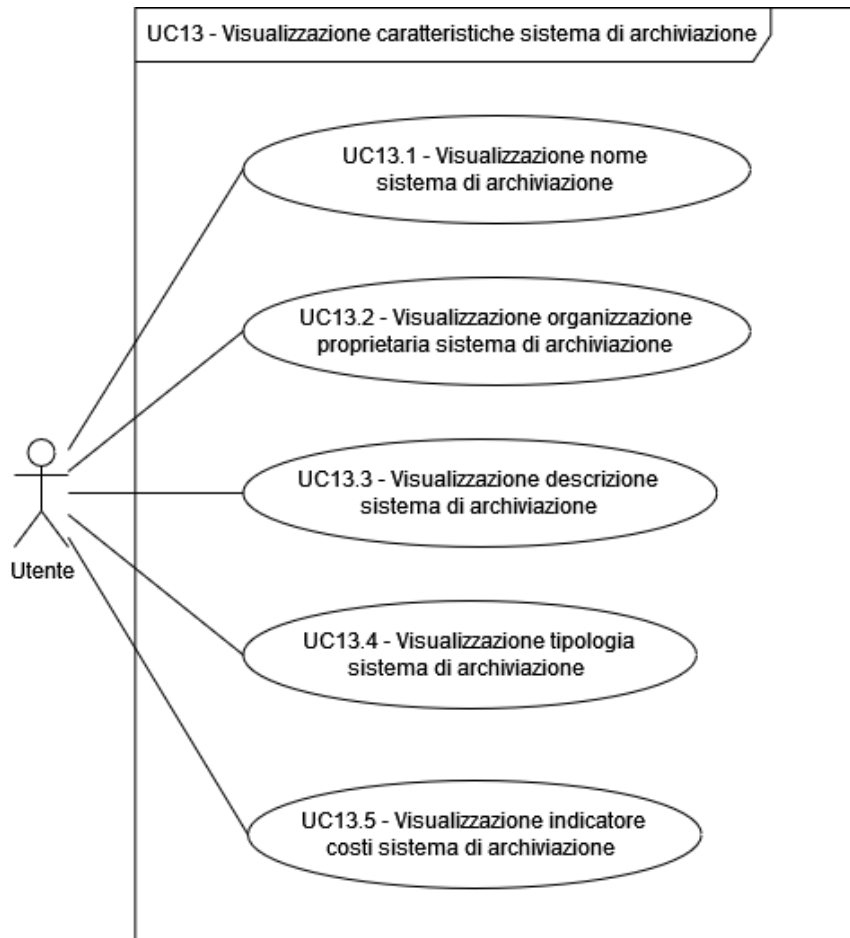 UC13 - Visualizzazione caratteristiche sistema di archiviazione
UC13.1 - Visualizzazione nome
sistema di archiviazione
UC13.2 - Visualizzazione organizzazione
proprietaria sistema di archiviazione
UC13.3 - Visualizzazione descrizione
sistema di archiviazione
Utente
UC13.4 - Visualizzazione tipologia
sistema di archiviazione
UC13.5 - Visualizzazione indicatore
costi sistema di archiviazione